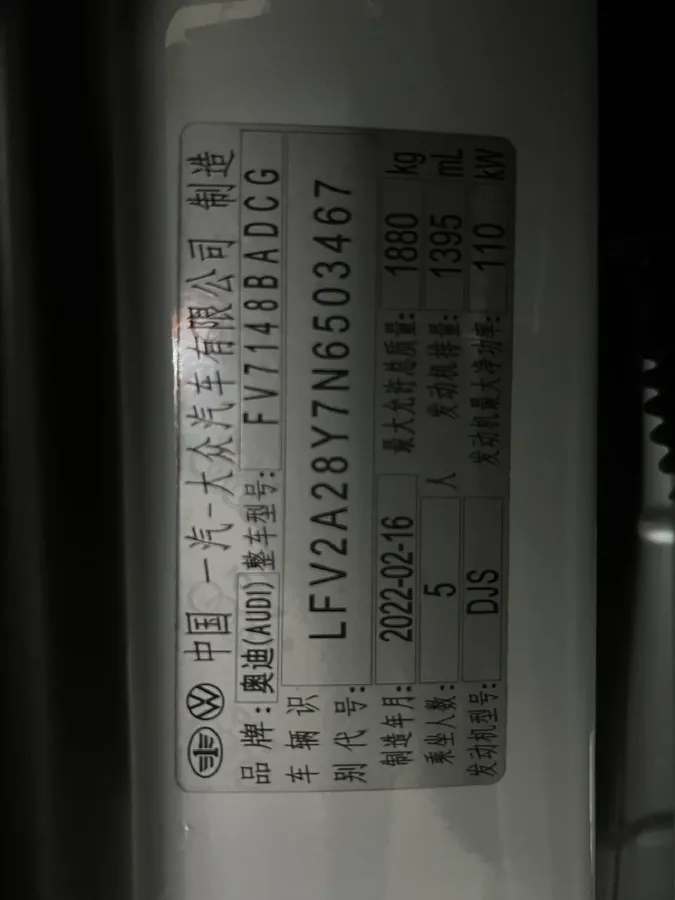 中国一汽-大众汽车有限公司 制造
品牌:奥迪(AUDI) 整车型号:FV7148BADCG
车辆识别代号:LFV2A28Y7N6503467
制造年月:2022-02-16 最大允许总质量:1880 kg
乘坐人数:5 人 发动机排量:1395 mL
发动机型号:DJS 发动机最大净功率:110 kW